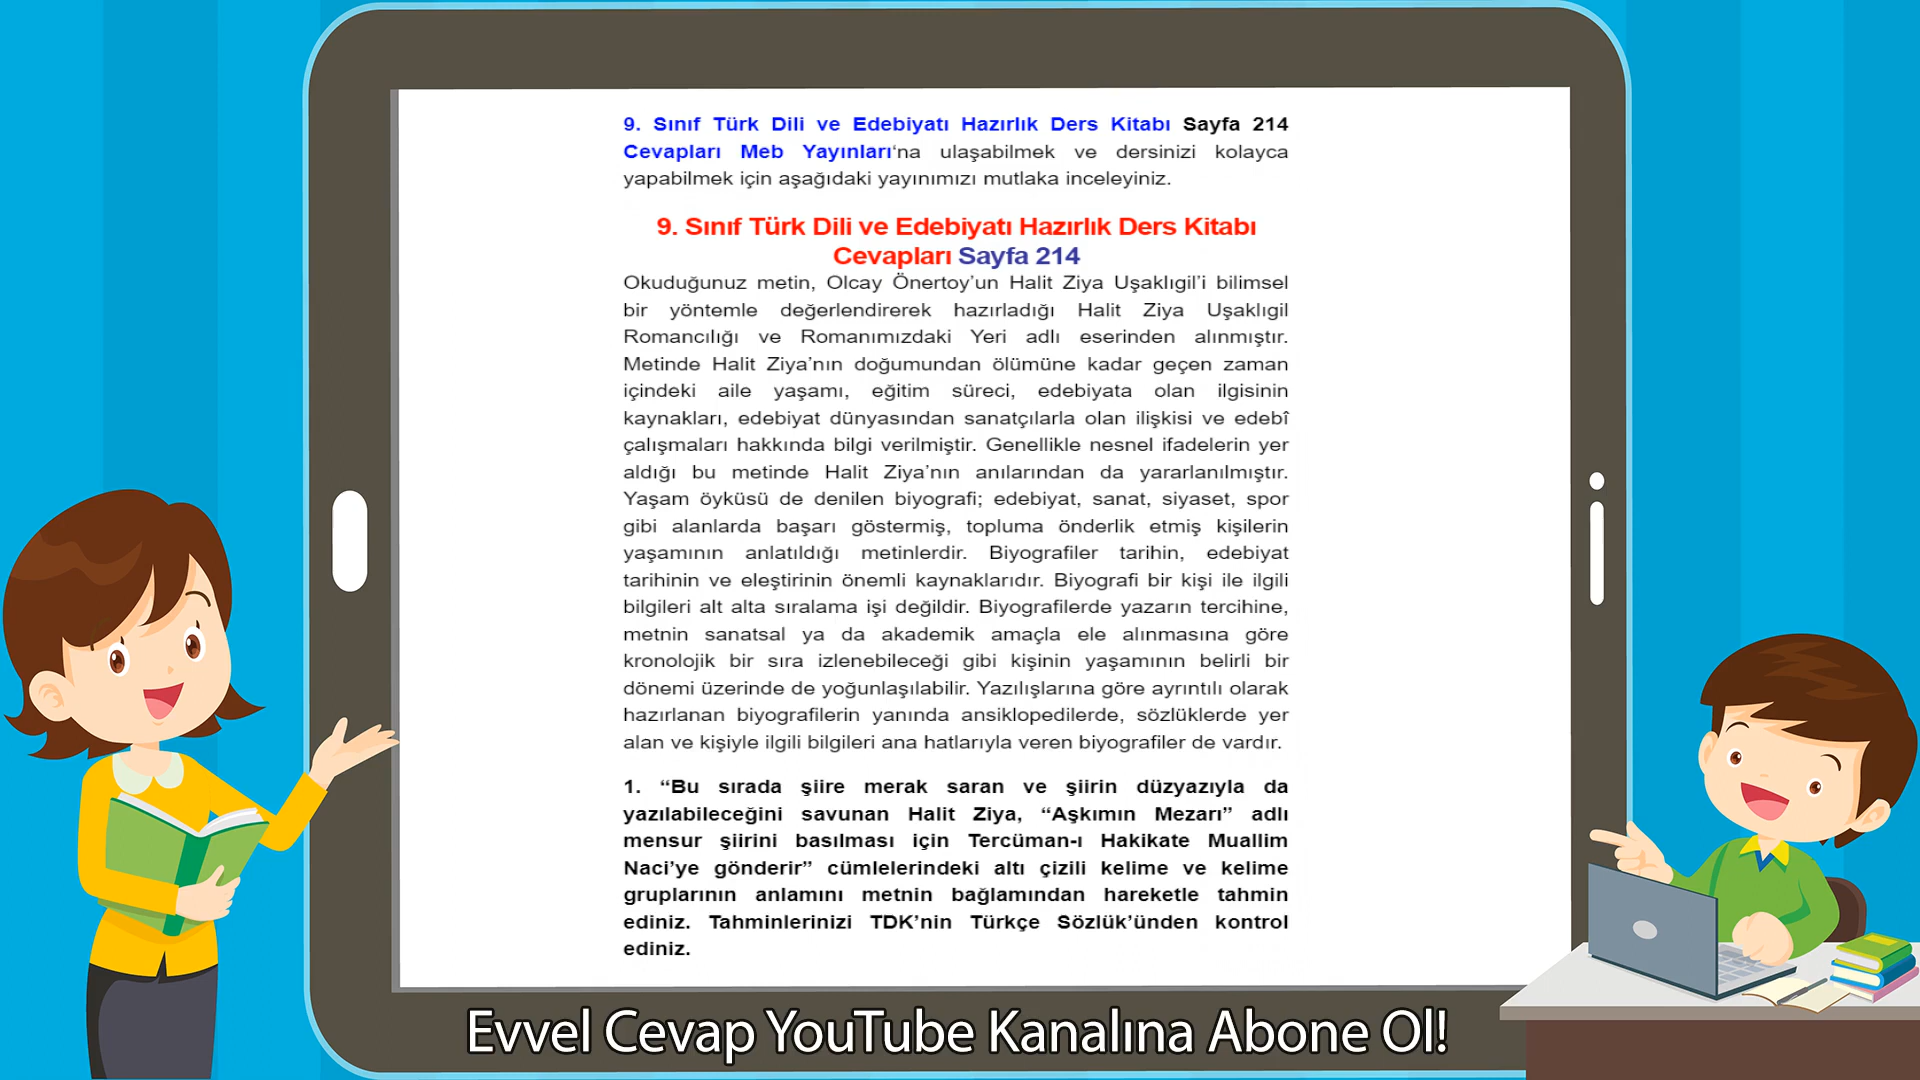 9. Sınıf Türk Dili ve Edebiyatı Hazırlık Ders Kitabı Sayfa 214
Cevapları Meb Yayınları‘na ulaşabilmek ve dersinizi kolayca
yapabilmek için aşağıdaki yayınımızı mutlaka inceleyiniz.
9. Sınıf Türk Dili ve Edebiyatı Hazırlık Ders Kitabı
Cevapları Sayfa 214
Okuduğunuz metin, Olcay Önertoy’un Halit Ziya Uşaklıgil’i bilimsel
bir yöntemle değerlendirerek hazırladığı Halit Ziya Uşaklıgil
Romancılığı ve Romanımızdaki Yeri adlı eserinden alınmıştır.
Metinde Halit Ziya’nın doğumundan ölümüne kadar geçen zaman
içindeki aile yaşamı, eğitim süreci, edebiyata olan ilgisinin
kaynakları, edebiyat dünyasından sanatçılarla olan ilişkisi ve edebî
çalışmaları hakkında bilgi verilmiştir. Genellikle nesnel ifadelerin yer
aldığı bu metinde Halit Ziya’nın anılarından da yararlanılmıştır.
Yaşam öyküsü de denilen biyografi; edebiyat, sanat, siyaset, spor
gibi alanlarda başarı göstermiş, topluma önderlik etmiş kişilerin
yaşamının anlatıldığı metinlerdir. Biyografiler tarihin, edebiyat
tarihinin ve eleştirinin önemli kaynaklarıdır. Biyografi bir kişi ile ilgili
bilgileri alt alta sıralama işi değildir. Biyografilerde yazarın tercihine,
metnin sanatsal ya da akademik amaçla ele alınmasına göre
kronolojik bir sıra izlenebileceği gibi kişinin yaşamının belirli bir
dönemi üzerinde de yoğunlaşılabilir. Yazılışlarına göre ayrıntılı olarak
hazırlanan biyografilerin yanında ansiklopedilerde, sözlüklerde yer
alan ve kişiyle ilgili bilgileri ana hatlarıyla veren biyografiler de vardır.
1. “Bu sırada şiire merak saran ve şiirin düzyazıyla da
yazılabileceğini savunan Halit Ziya, “Aşkımın Mezarı” adlı
mensur şiirini basılması için Tercüman-ı Hakikate Muallim
Naci’ye gönderir” cümlelerindeki altı çizili kelime ve kelime
gruplarının anlamını metnin bağlamından hareketle tahmin
ediniz. Tahminlerinizi TDK’nin Türkçe Sözlük’ünden kontrol
ediniz.
Evvel Cevap YouTube Kanalına Abone Ol!